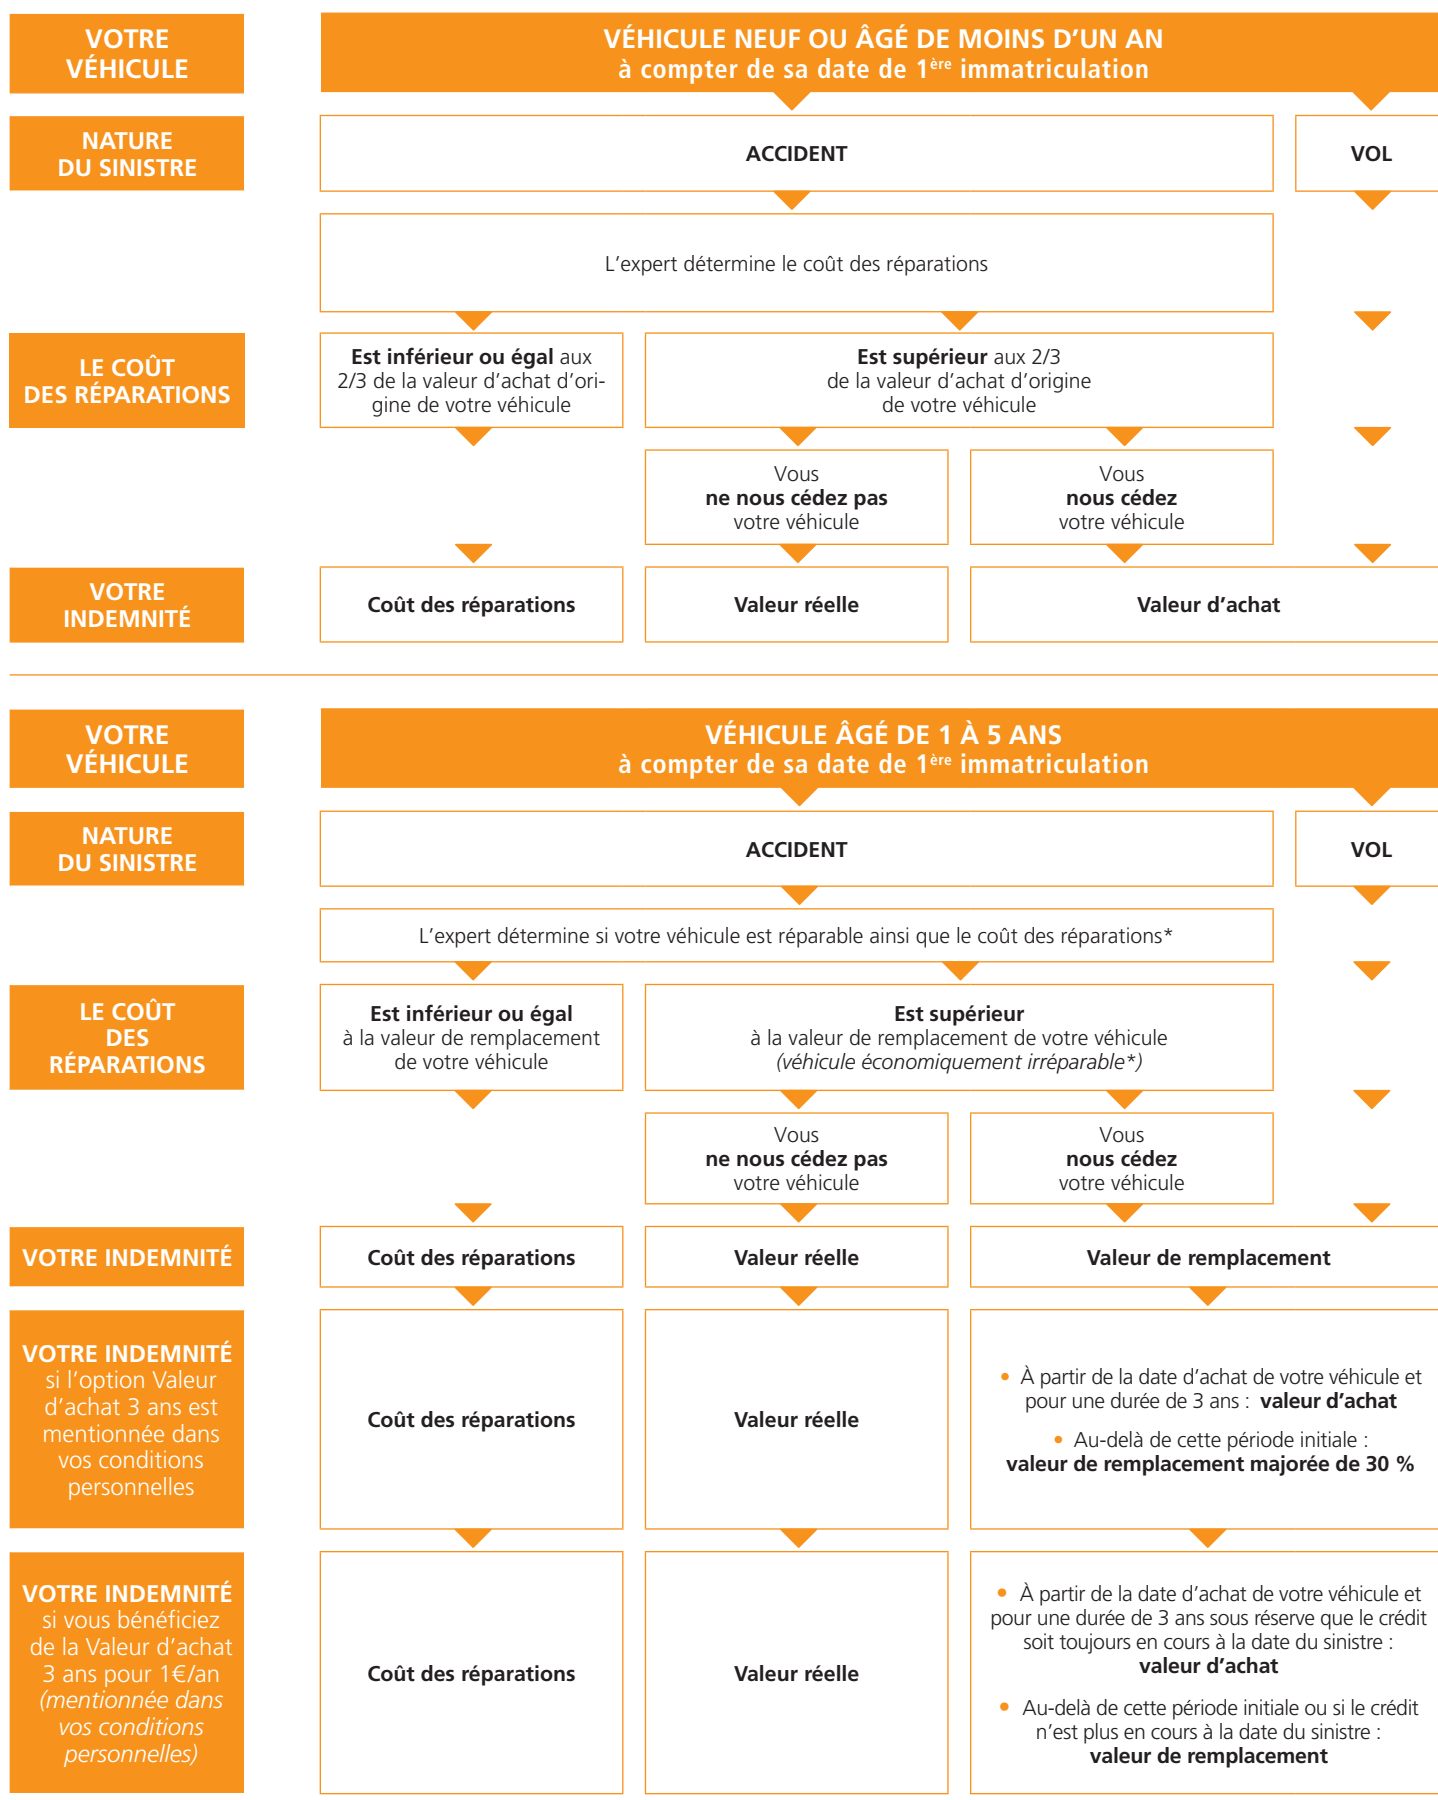 VOTRE
VÉHICULE
VÉHICULE NEUF OU ÂGÉ DE MOINS D’UN AN
à compter de sa date de 1ère immatriculation
NATURE
DU SINISTRE
ACCIDENT
VOL
L’expert détermine le coût des réparations
LE COÛT
DES RÉPARATIONS
Est inférieur ou égal aux
2/3 de la valeur d’achat d’ori-
gine de votre véhicule
Est supérieur aux 2/3
de la valeur d’achat d’origine
de votre véhicule
Vous
ne nous cédez pas
votre véhicule
Vous
nous cédez
votre véhicule
VOTRE
INDEMNITÉ
Coût des réparations
Valeur réelle
Valeur d’achat
VOTRE
VÉHICULE
VÉHICULE ÂGÉ DE 1 À 5 ANS
à compter de sa date de 1ère immatriculation
NATURE
DU SINISTRE
ACCIDENT
VOL
L’expert détermine si votre véhicule est réparable ainsi que le coût des réparations*
LE COÛT
DES
RÉPARATIONS
Est inférieur ou égal
à la valeur de remplacement
de votre véhicule
Est supérieur
à la valeur de remplacement de votre véhicule
(véhicule économiquement irréparable*)
Vous
ne nous cédez pas
votre véhicule
Vous
nous cédez
votre véhicule
VOTRE INDEMNITÉ
Coût des réparations
Valeur réelle
Valeur de remplacement
VOTRE INDEMNITÉ
si l’option Valeur
d’achat 3 ans est
mentionnée dans
vos conditions
personnelles
Coût des réparations
Valeur réelle
• À partir de la date d’achat de votre véhicule et
pour une durée de 3 ans : valeur d’achat
• Au-delà de cette période initiale :
valeur de remplacement majorée de 30 %
VOTRE INDEMNITÉ
si vous bénéficiez
de la Valeur d’achat
3 ans pour 1€/an
(mentionnée dans
vos conditions
personnelles)
Coût des réparations
Valeur réelle
• À partir de la date d’achat de votre véhicule et
pour une durée de 3 ans sous réserve que le crédit
soit toujours en cours à la date du sinistre :
valeur d’achat
• Au-delà de cette période initiale ou si le crédit
n’est plus en cours à la date du sinistre :
valeur de remplacement